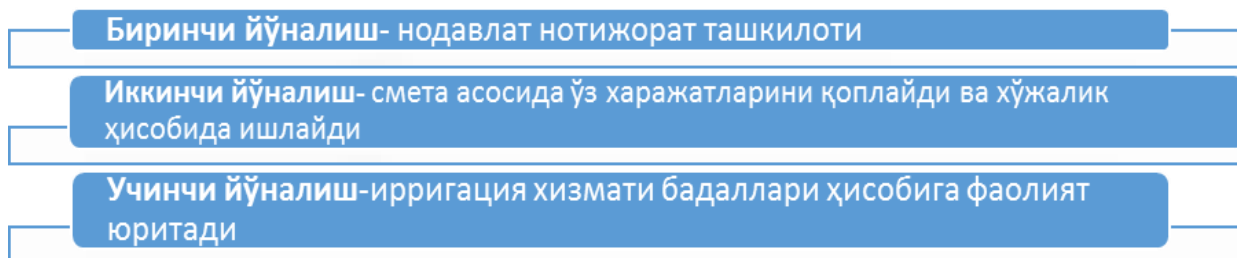 Биринчи йўналиш- нодавлат нотижорат ташкилоти
Иккинчи йўналиш- смета асосида ўз харажатларини қоплайди ва хўжалик
ҳисобида ишлайди
Учинчи йўналиш-ирригация хизмати бадаллари ҳисобига фаолият
юритади